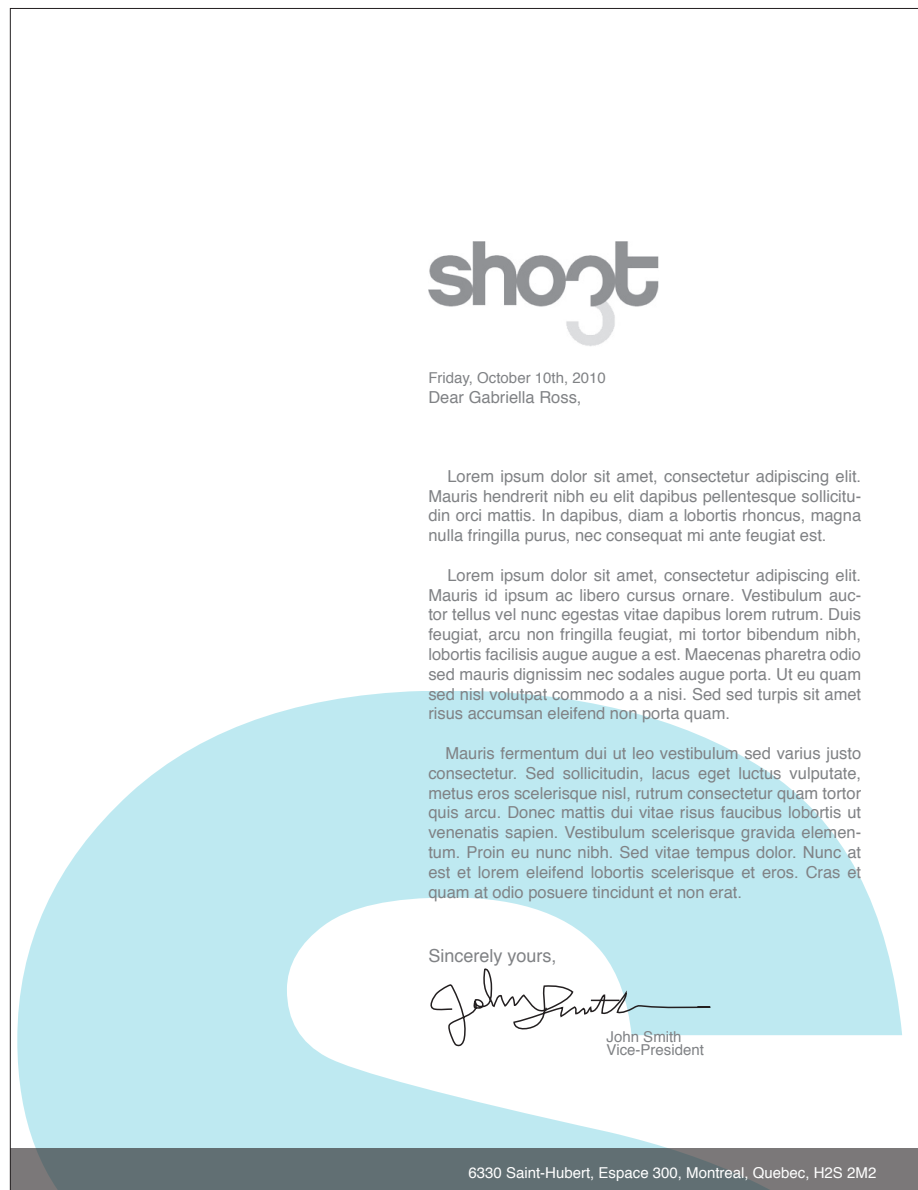 shoot
Friday, October 10th, 2010
Dear Gabriella Ross,
Lorem ipsum dolor sit amet, consectetur adipiscing elit.
Mauris hendrerit nibh eu elit dapibus pellentesque sollicitu-
din orci mattis. In dapibus, diam a lobortis rhoncus, magna
nulla fringilla purus, nec consequat mi ante feugiat est.
Lorem ipsum dolor sit amet, consectetur adipiscing elit.
Mauris id ipsum ac libero cursus ornare. Vestibulum auc-
tor tellus vel nunc egestas vitae dapibus lorem rutrum. Duis
feugiat, arcu non fringilla feugiat, mi tortor bibendum nibh,
lobortis facilisis augue augue a est. Maecenas pharetra odio
sed mauris dignissim nec sodales augue porta. Ut eu quam
sed nisl volutpat commodo a a nisi. Sed sed turpis sit amet
risus accumsan eleifend non porta quam.
Mauris fermentum dui ut leo vestibulum sed varius justo
consectetur. Sed sollicitudin, lacus eget luctus vulputate,
metus eros scelerisque nisl, rutrum consectetur quam tortor
quis arcu. Donec mattis dui vitae risus faucibus lobortis ut
venenatis sapien. Vestibulum scelerisque gravida elemen-
tum. Proin eu nunc nibh. Sed vitae tempus dolor. Nunc at
est et lorem eleifend lobortis scelerisque et eros. Cras et
quam at odio posuere tincidunt et non erat.
Sincerely yours,
John Smith
John Smith
Vice-President
6330 Saint-Hubert, Espace 300, Montreal, Quebec, H2S 2M2